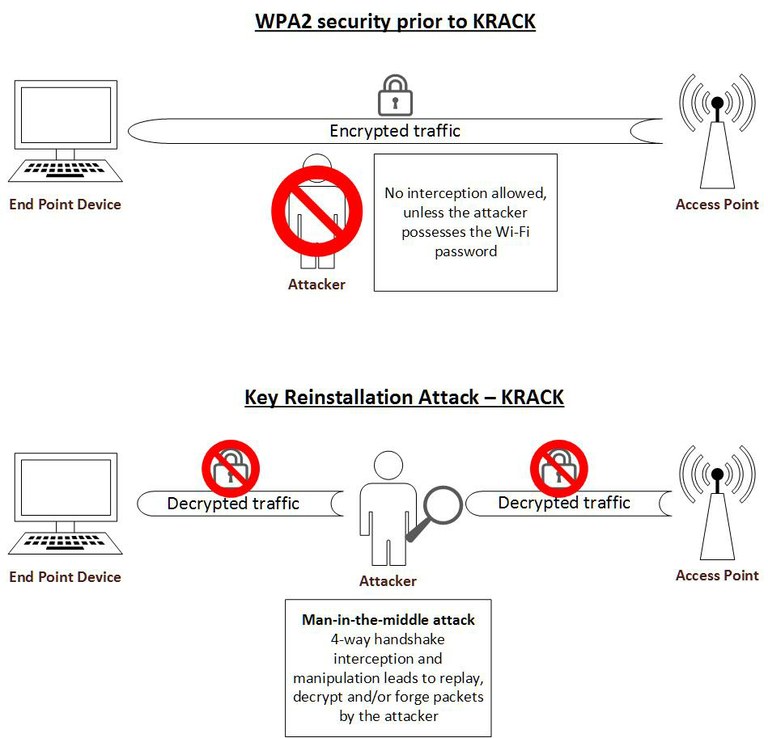 WPA2 security prior to KRACK
Encrypted traffic
End Point Device
Access Point
No interception allowed,
unless the attacker
possesses the Wi-Fi
password
Attacker
Key Reinstallation Attack – KRACK
Decrypted traffic
Decrypted traffic
End Point Device
Attacker
Access Point
Man-in-the-middle attack
4-way handshake
interception and
manipulation leads to replay,
decrypt and/or forge packets
by the attacker